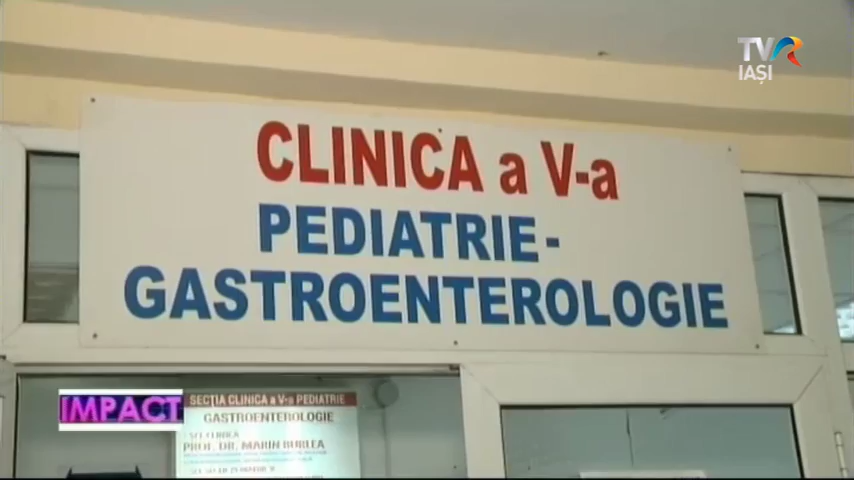 TVR
IAȘI
CLINICA a V-a
PEDIATRIE -
GASTROENTEROLOGIE
IMPACT
SECȚIA CLINICA a V-a PEDIATRIE
GASTROENTEROLOGIE
PROF. DR. MARIN BURLEA